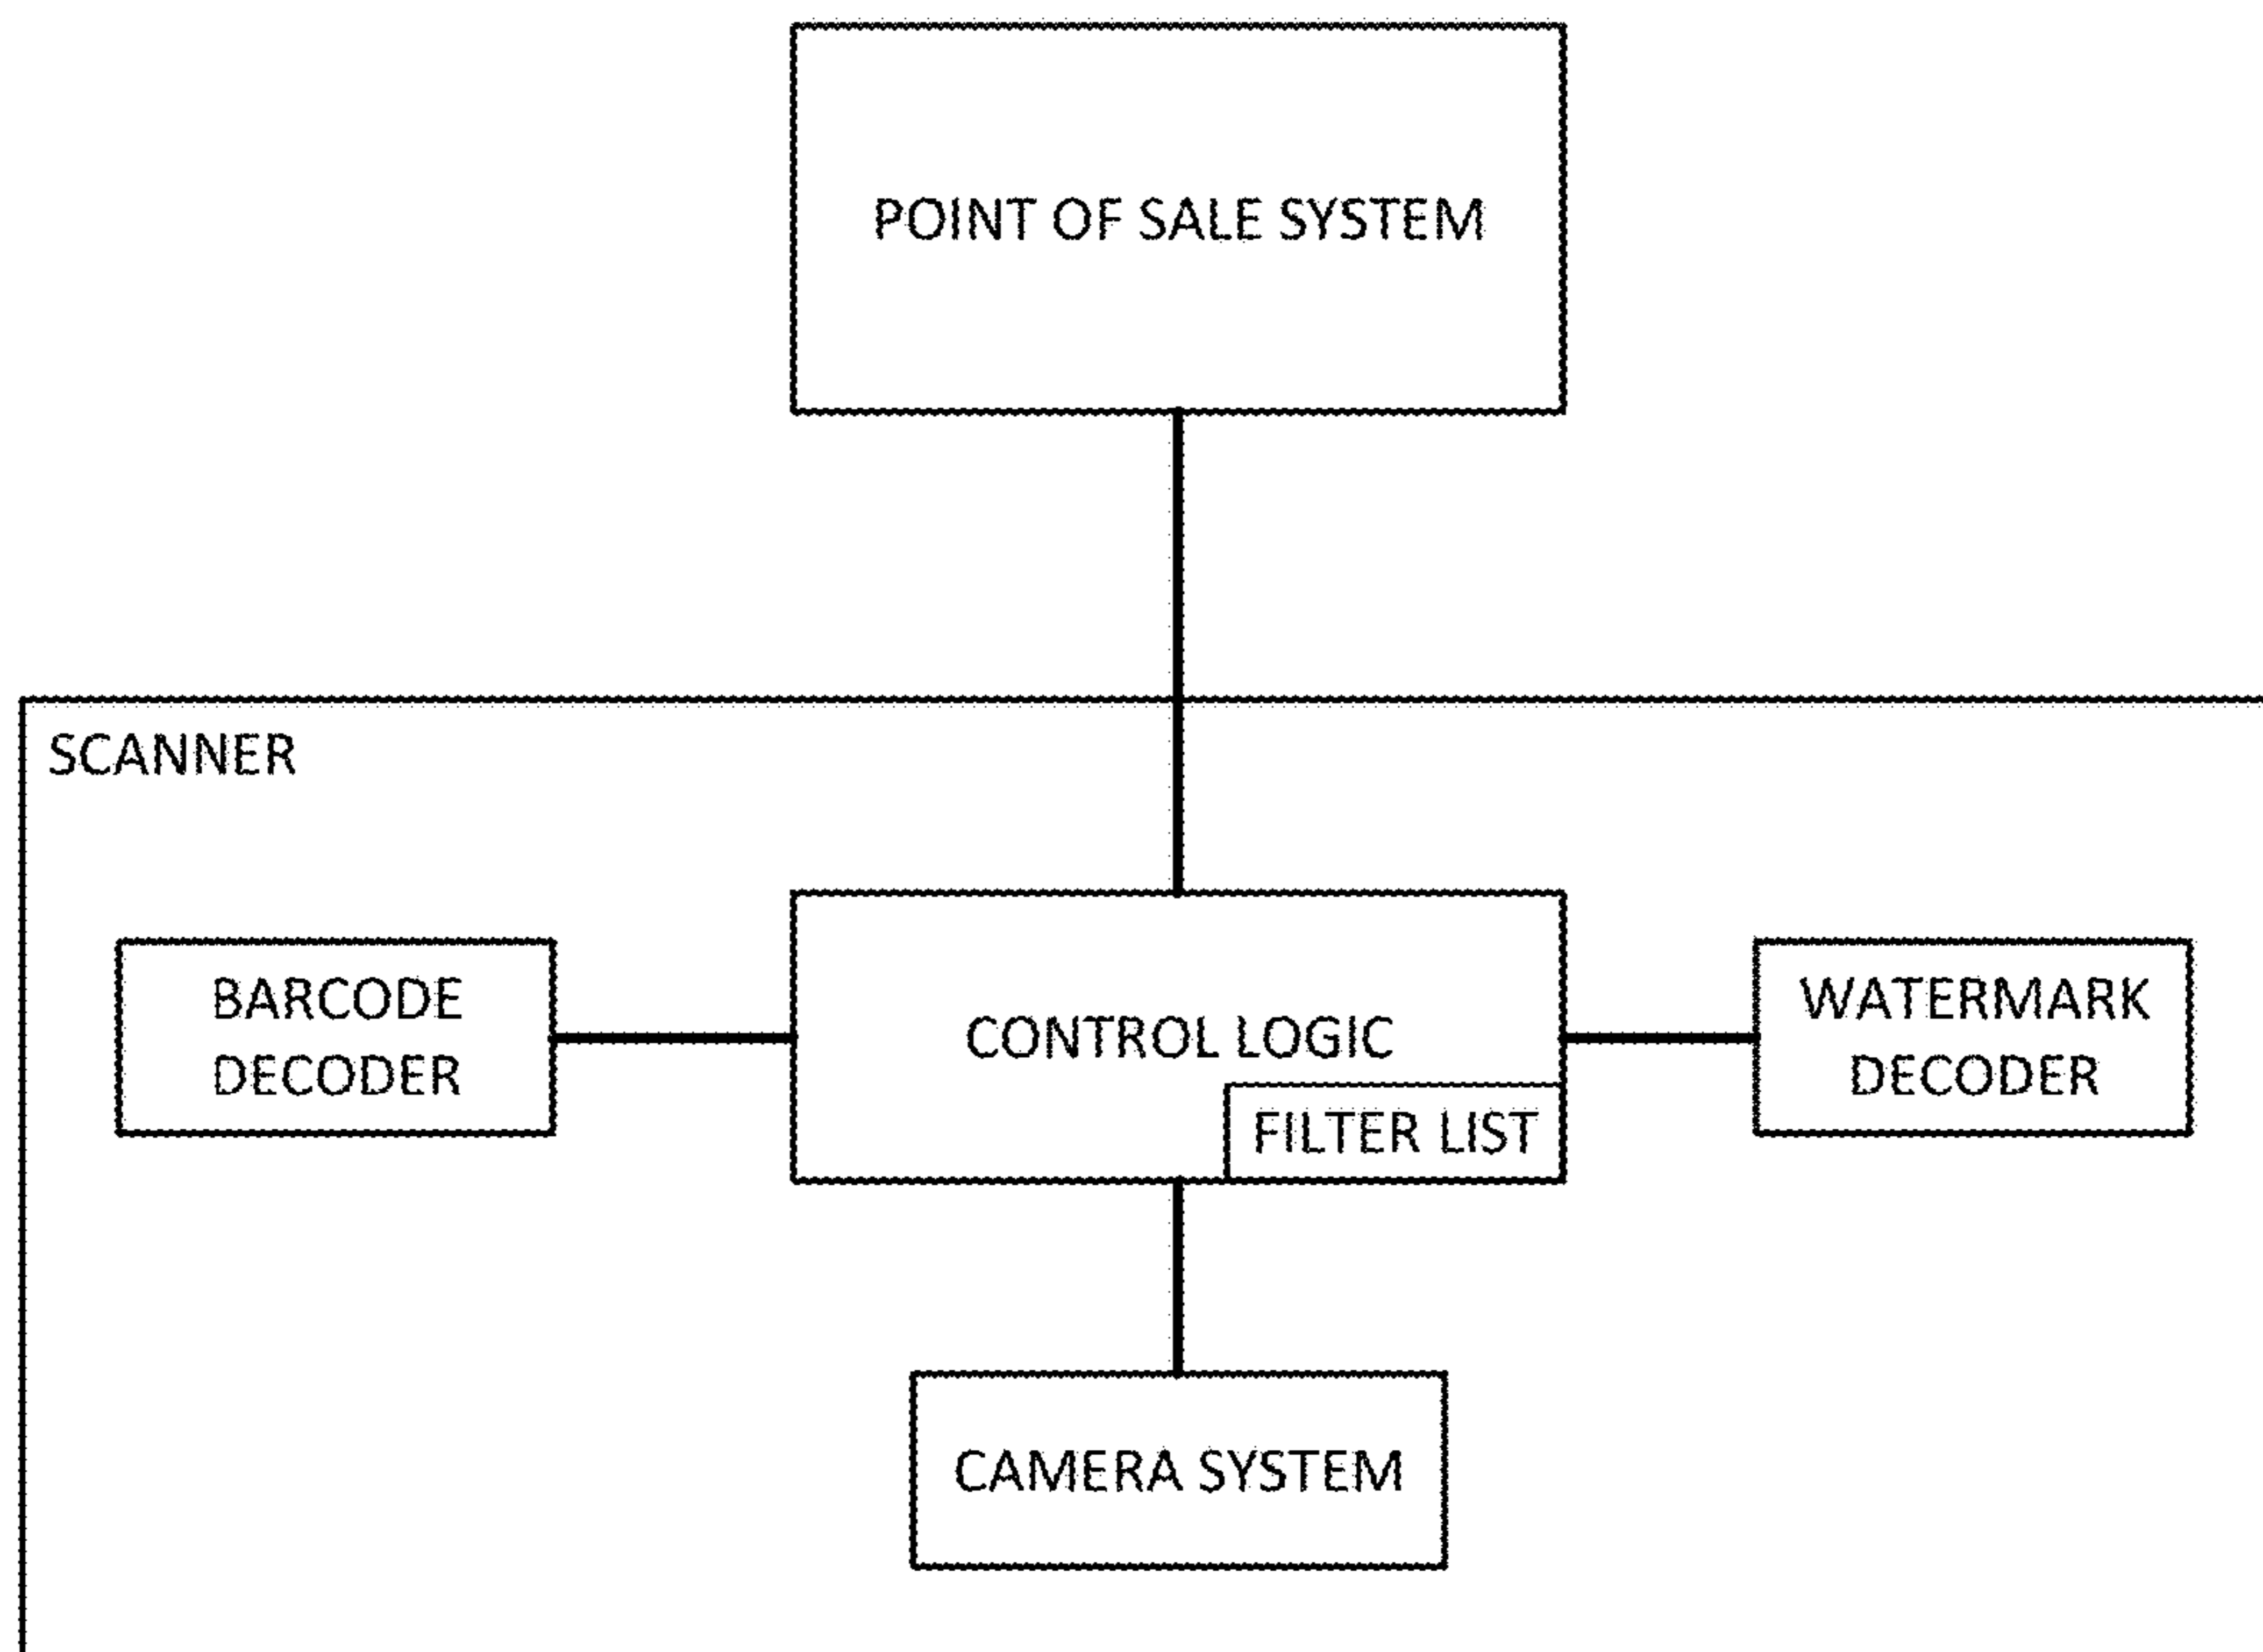 POINT OF SALE SYSTEM
SCANNER
BARCODE
DECODER
CONTROL LOGIC
FILTER LIST
WATERMARK
DECODER
CAMERA SYSTEM